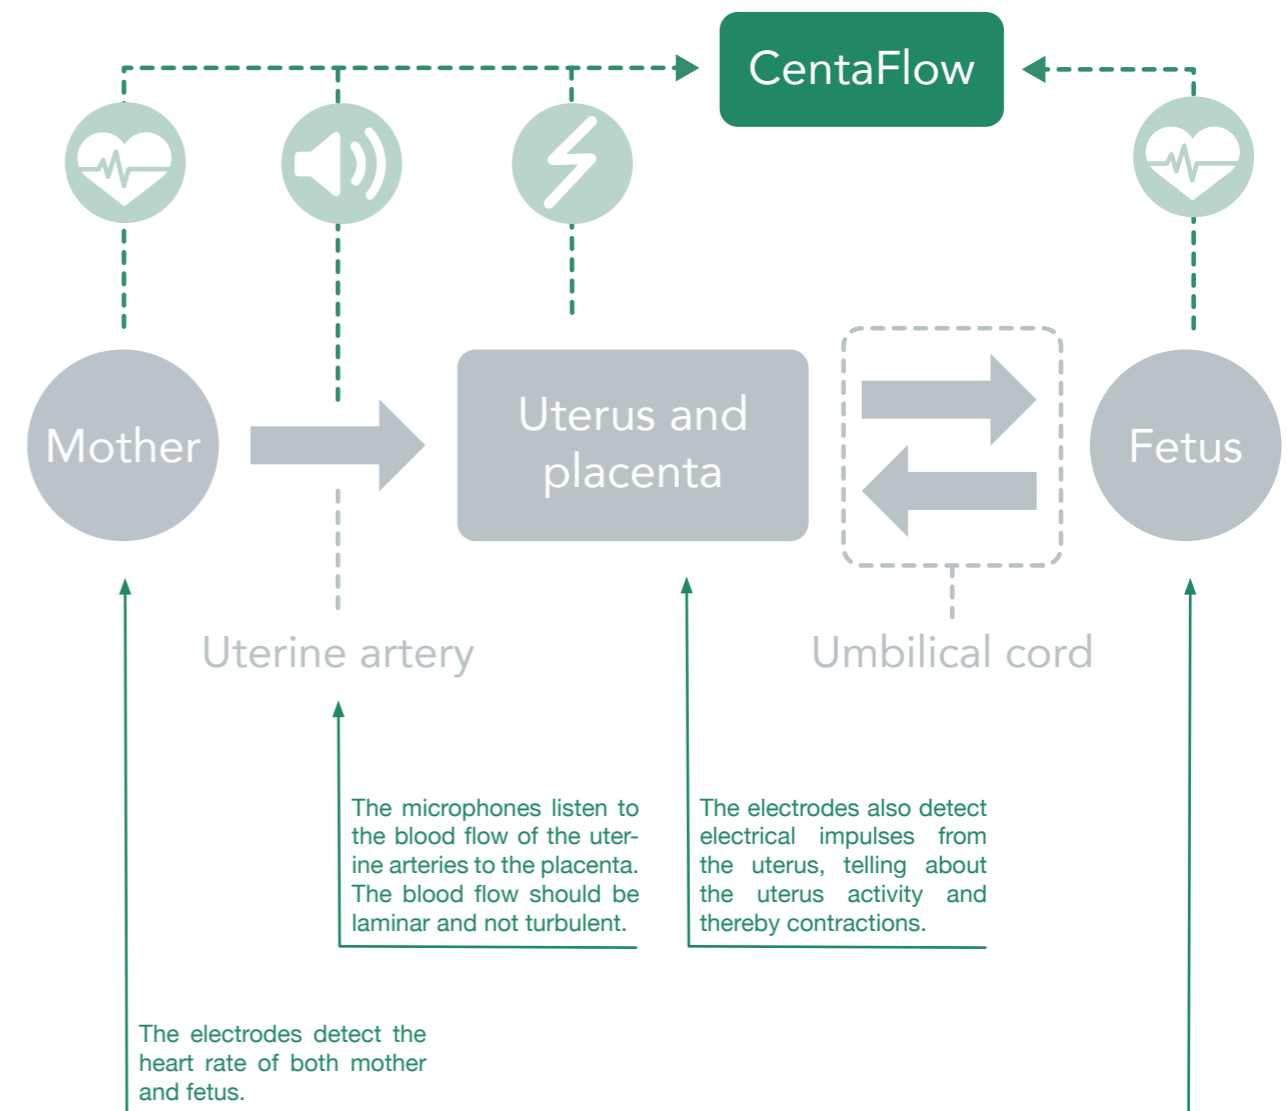 CentaFlow
Mother
Uterus and
placenta
Fetus
Uterine artery
Umbilical cord
The microphones listen to
the blood flow of the uter-
ine arteries to the placenta.
The blood flow should be
laminar and not turbulent.
The electrodes also detect
electrical impulses from
the uterus, telling about
the uterus activity and
thereby contractions.
The electrodes detect the
heart rate of both mother
and fetus.